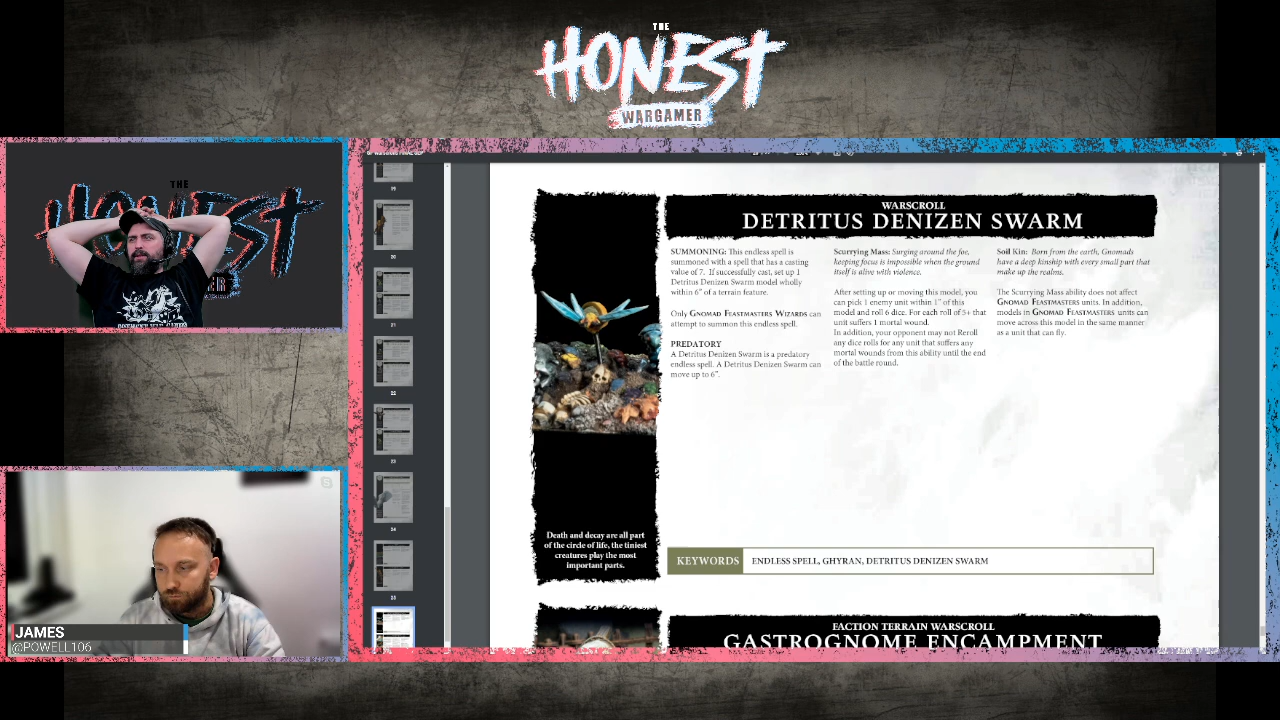 THE
HONEST
WARGAMER
THE
HONEST
JAMES
@POWELL106
19
20
21
22
23
24
25
WARSCROLL
DETRITUS DENIZEN SWARM
Death and decay are all part
of the circle of life, the tiniest
creatures play the most
important parts.
SUMMONING: This endless spell is
summoned with a spell that has a casting
value of 7. If successfully cast, set up 1
Detritus Denizen Swarm model wholly
within 6" of a terrain feature.
Only GNOMAD FEASTMASTERS WIZARDS can
attempt to summon this endless spell.
PREDATORY
A Detritus Denizen Swarm is a predatory
endless spell. A Detritus Denizen Swarm can
move up to 6".
Scurrying Mass: Surging around the foe,
keeping focus is impossible when the ground
itself is alive with violence.
After setting up or moving this model, you
can pick 1 enemy unit within 1" of this
model and roll 6 dice. For each roll of 5+ that
unit suffers 1 mortal wound.
In addition, your opponent may not Reroll
any dice rolls for any unit that suffers any
mortal wounds from this ability until the end
of the battle round.
Soil Kin: Born from the earth, Gnomads
have a deep kinship with every small part that
make up the realms.
The Scurrying Mass ability does not affect
GNOMAD FEASTMASTERS units. In addition,
models in GNOMAD FEASTMASTERS units can
move across this model in the same manner
as a unit that can fly.
KEYWORDS ENDLESS SPELL, GHYRAN, DETRITUS DENIZEN SWARM
FACTION TERRAIN WARSCROLL
GASTROGNOME ENCAMPMENT